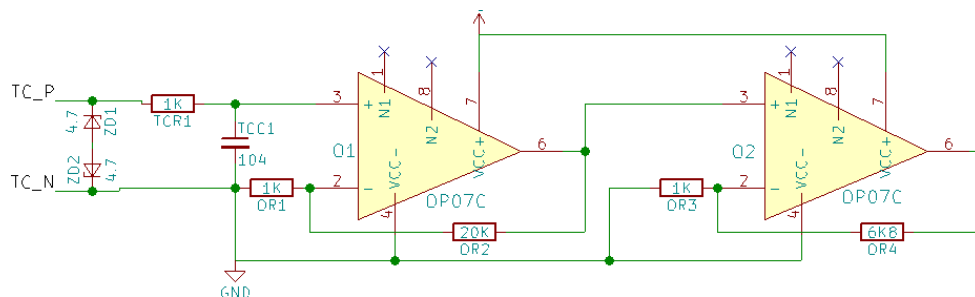 TC_P
TC_N
4.7
ZD1
ZD2
4.7
1K
TCR1
TCC1
104
1K
OR1
20K
OR2
GND
Q1
3
2
1
8
7
6
4
+
-
N1
N2
VCC+
VCC-
OP07C
1K
OR3
6K8
OR4
Q2
3
2
1
8
7
6
4
+
-
N1
N2
VCC+
VCC-
OP07C